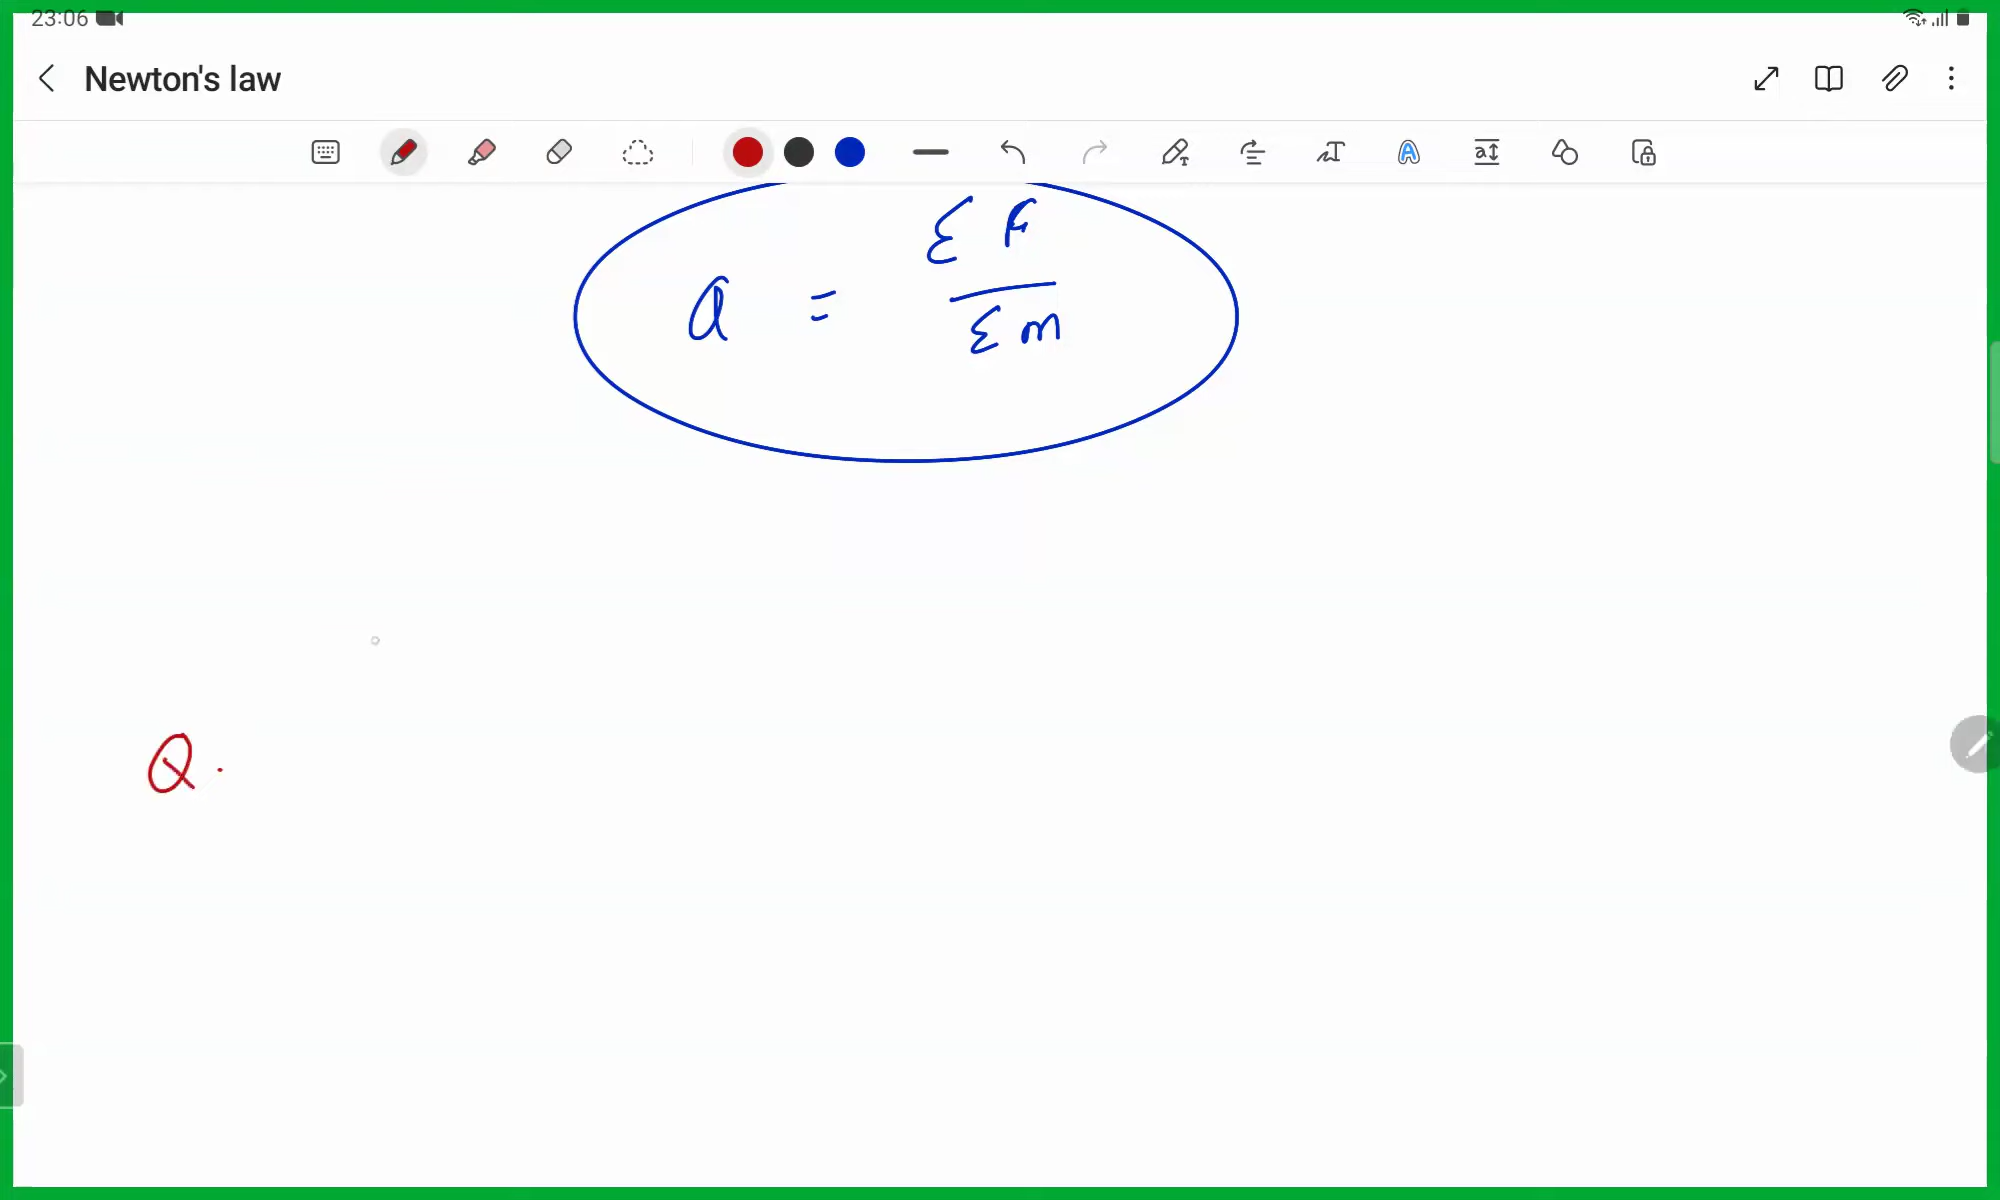 23:06
Newton's law
a = ΣF / Σm
Q.